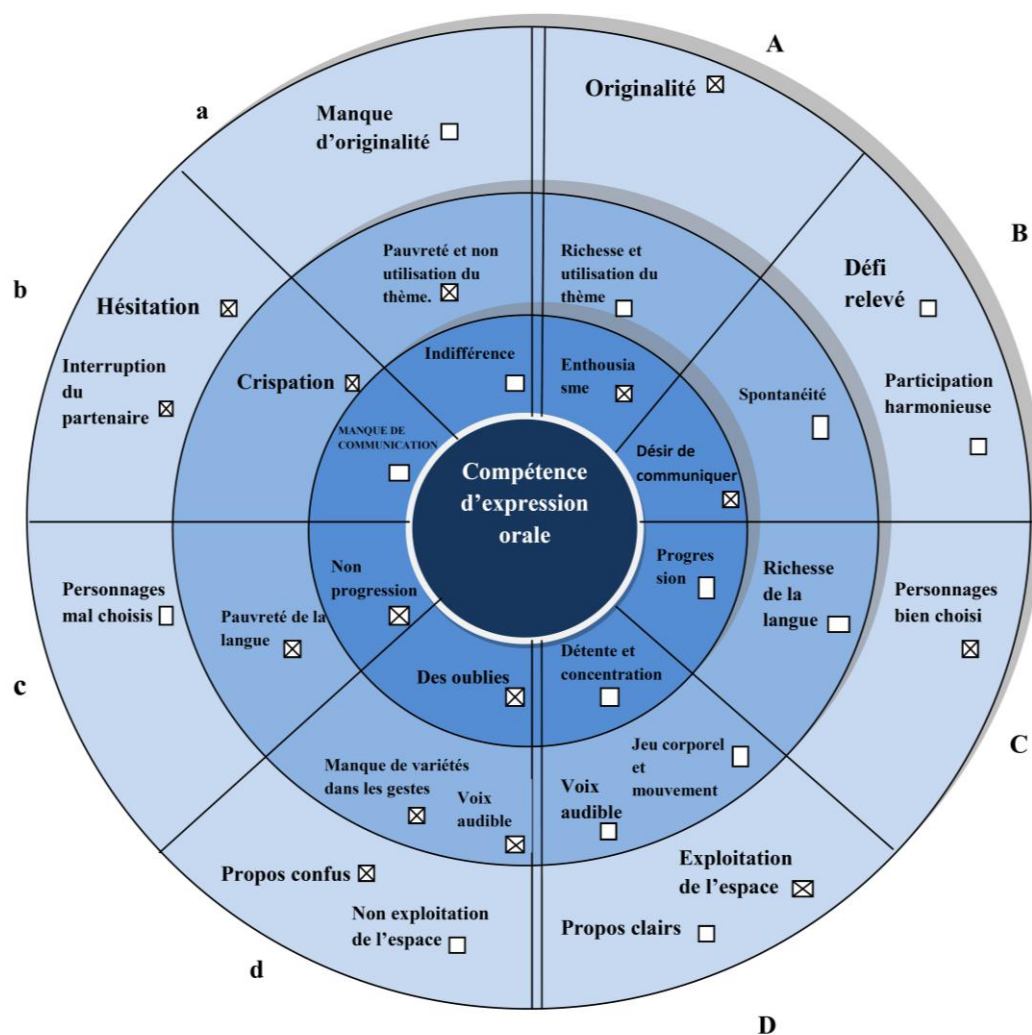 A
Originalité
a
Manque
d’originalité
B
Défi
relevé
Pauvreté et non
utilisation du
thème.
Richesse et
utilisation du
thème
b
Hésitation
Interruption
du
partenaire
Crispation
Indifférence
Enthousia
sme
Spontanéité
Participation
harmonieuse
MANQUE DE
COMMUNICATION
Désir de
communiquer
Compétence
d’expression
orale
Personnages
mal choisis
Pauvreté de la
langue
Non
progression
Progres
sion
Richesse
de la
langue
Personnages
bien choisi
c
Des oublies
Détente et
concentration
C
Manque de variétés
dans les gestes
Voix
audible
Voix
audible
Jeu corporel
et
mouvement
Propos confus
Non exploitation
de l’espace
Exploitation
de l’espace
Propos clairs
d
D